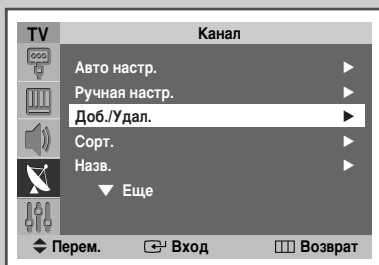 TV Канал
Авто настр. ►
Ручная настр. ►
Доб./Удал. ►
Сорт. ►
Назв. ►
▼ Еще
Перем. Вход Возврат